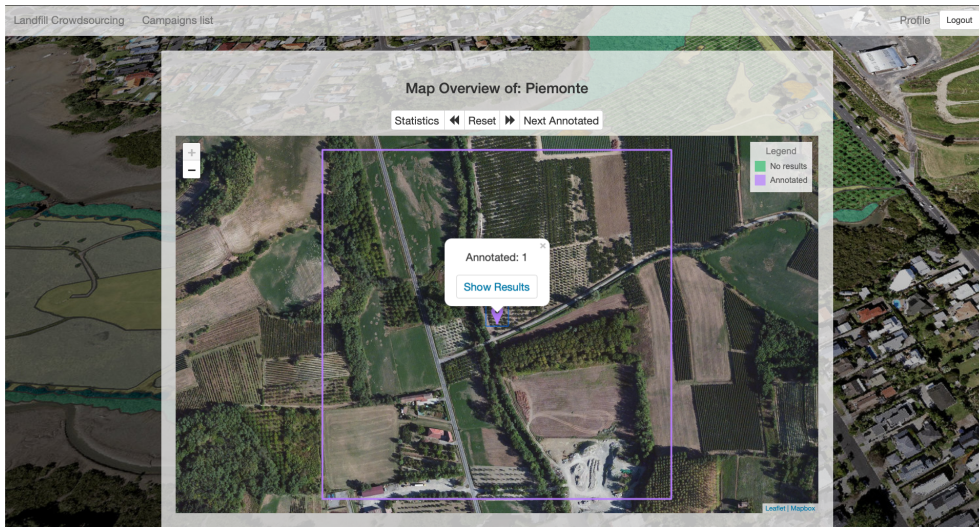 Landfill Crowdsourcing Campaigns list Profile Logout
Map Overview of: Piemonte
Statistics Reset Next Annotated
+
−
Legend
No results
Annotated
×
Annotated: 1
Show Results
Leaflet | Mapbox